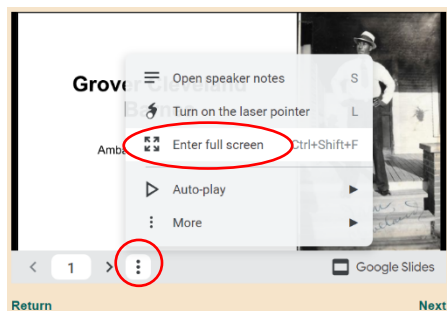 Grover Cleveland
Open speaker notes S
Turn on the laser pointer L
Enter full screen Ctrl+Shift+F
Auto-play
More
1
Google Slides
Return Next